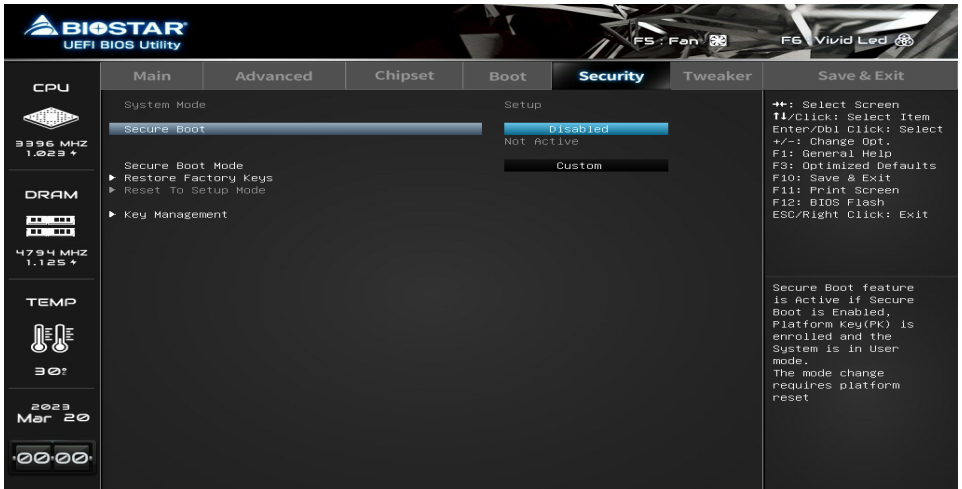 BIOSTAR
UEFI BIOS Utility
F5 : Fan
F6 Vivid Led
Main Advanced Chipset Boot Security Tweaker Save & Exit
CPU
3396 MHZ
1.023
DRAM
4794 MHZ
1.125
TEMP
30°
2023
Mar 20
00:00
System Mode Setup
Secure Boot Disabled
Not Active
Secure Boot Mode Custom
▶ Restore Factory Keys
▶ Reset To Setup Mode
▶ Key Management
→←: Select Screen
↑↓/Click: Select Item
Enter/Dbl Click: Select
+/-: Change Opt.
F1: General Help
F3: Optimized Defaults
F10: Save & Exit
F11: Print Screen
F12: BIOS Flash
ESC/Right Click: Exit
Secure Boot feature
is Active if Secure
Boot is Enabled,
Platform Key(PK) is
enrolled and the
System is in User
mode.
The mode change
requires platform
reset